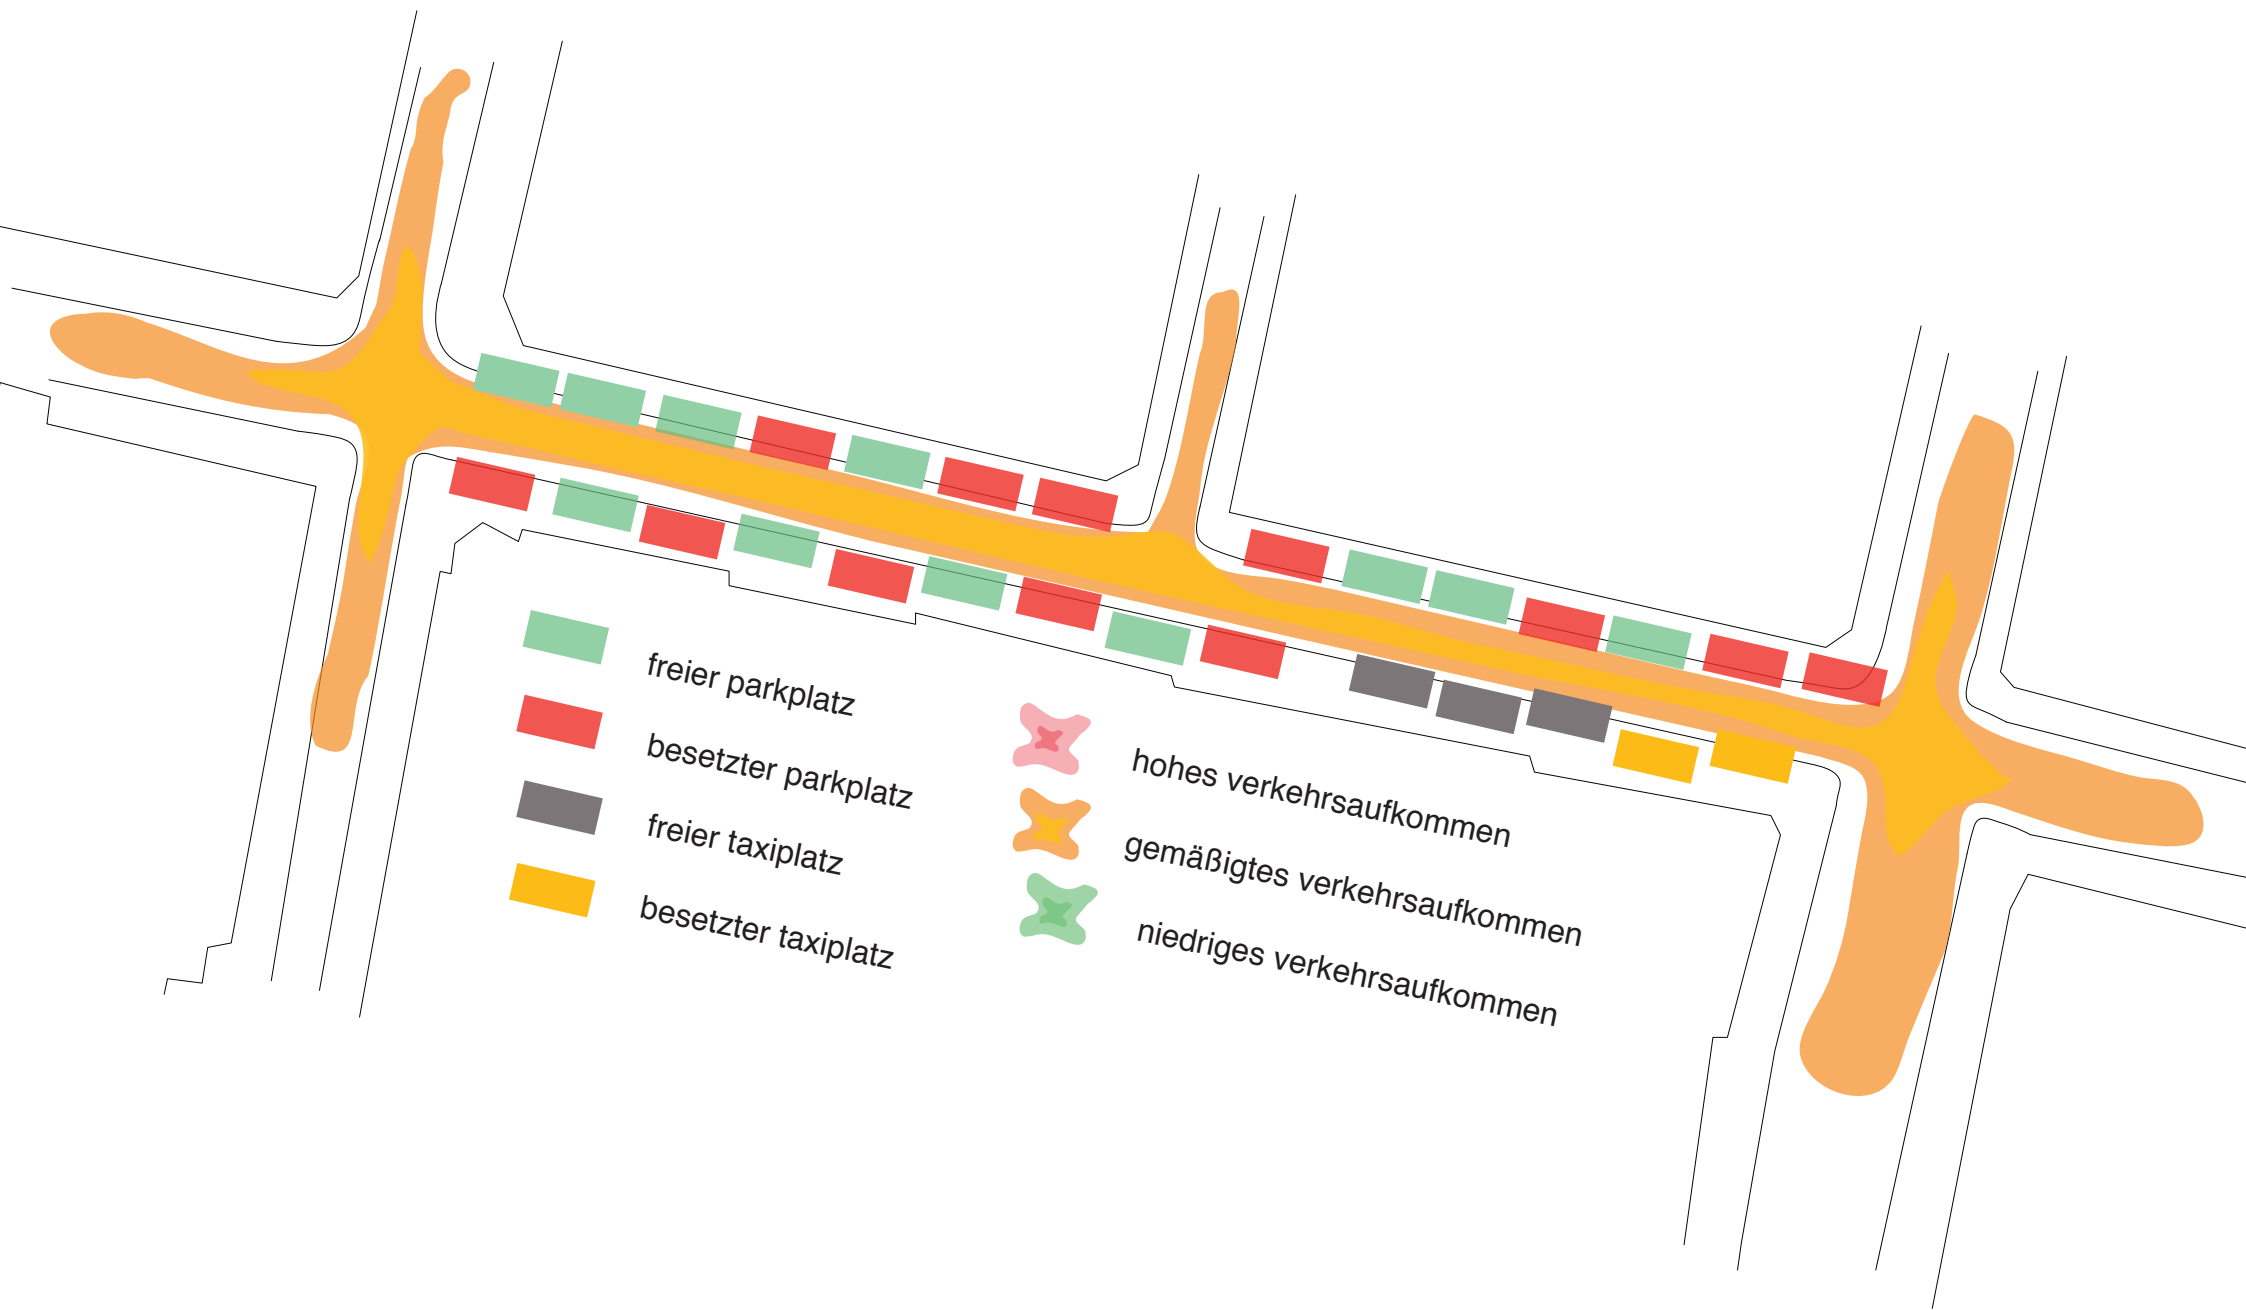 freier parkplatz
besetzter parkplatz
freier taxiplatz
besetzter taxiplatz
hohes verkehrsaufkommen
gemäßigtes verkehrsaufkommen
niedriges verkehrsaufkommen